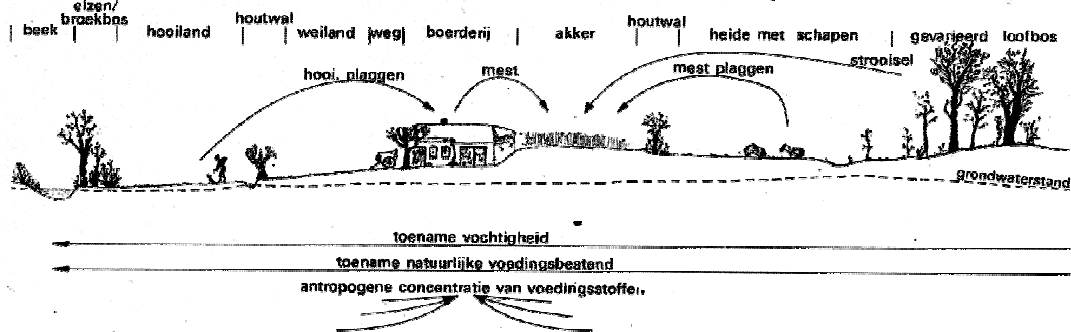 elzen/
broekbos
beek
hooiland
houtwal
weiland
weg
boerderij
akker
houtwal
heide met schapen
gevarieerd loofbos
hooi, plaggen
mest
mest plaggen
strooisel
grondwaterstand
toename vochtigheid
toename natuurlijke voedingsbestand
antropogene concentratie van voedingsstoffen.